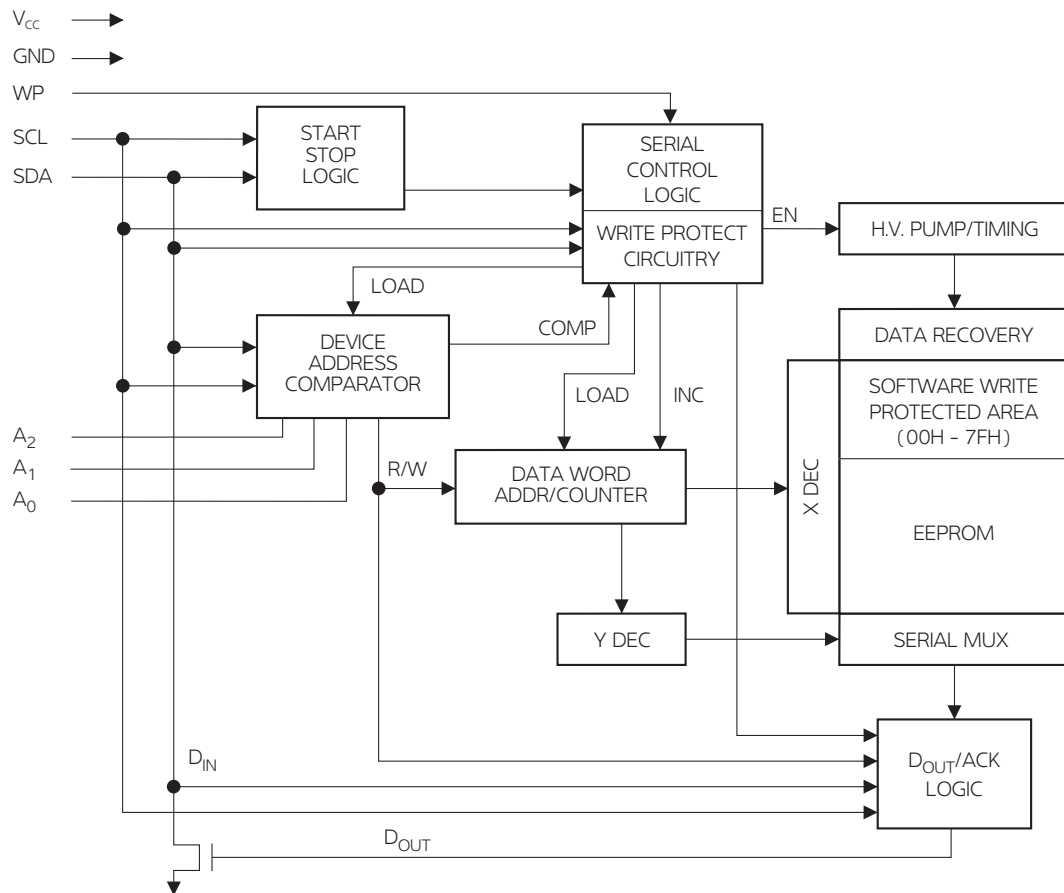 VCC
GND
WP
SCL
SDA
START
STOP
LOGIC
SERIAL
CONTROL
LOGIC
WRITE PROTECT
CIRCUITRY
EN
H.V. PUMP/TIMING
LOAD
COMP
DEVICE
ADDRESS
COMPARATOR
LOAD
INC
DATA RECOVERY
SOFTWARE WRITE
PROTECTED AREA
(00H - 7FH)
X DEC
EEPROM
A2
A1
A0
R/W
DATA WORD
ADDR/COUNTER
Y DEC
SERIAL MUX
DIN
DOUT/ACK
LOGIC
DOUT